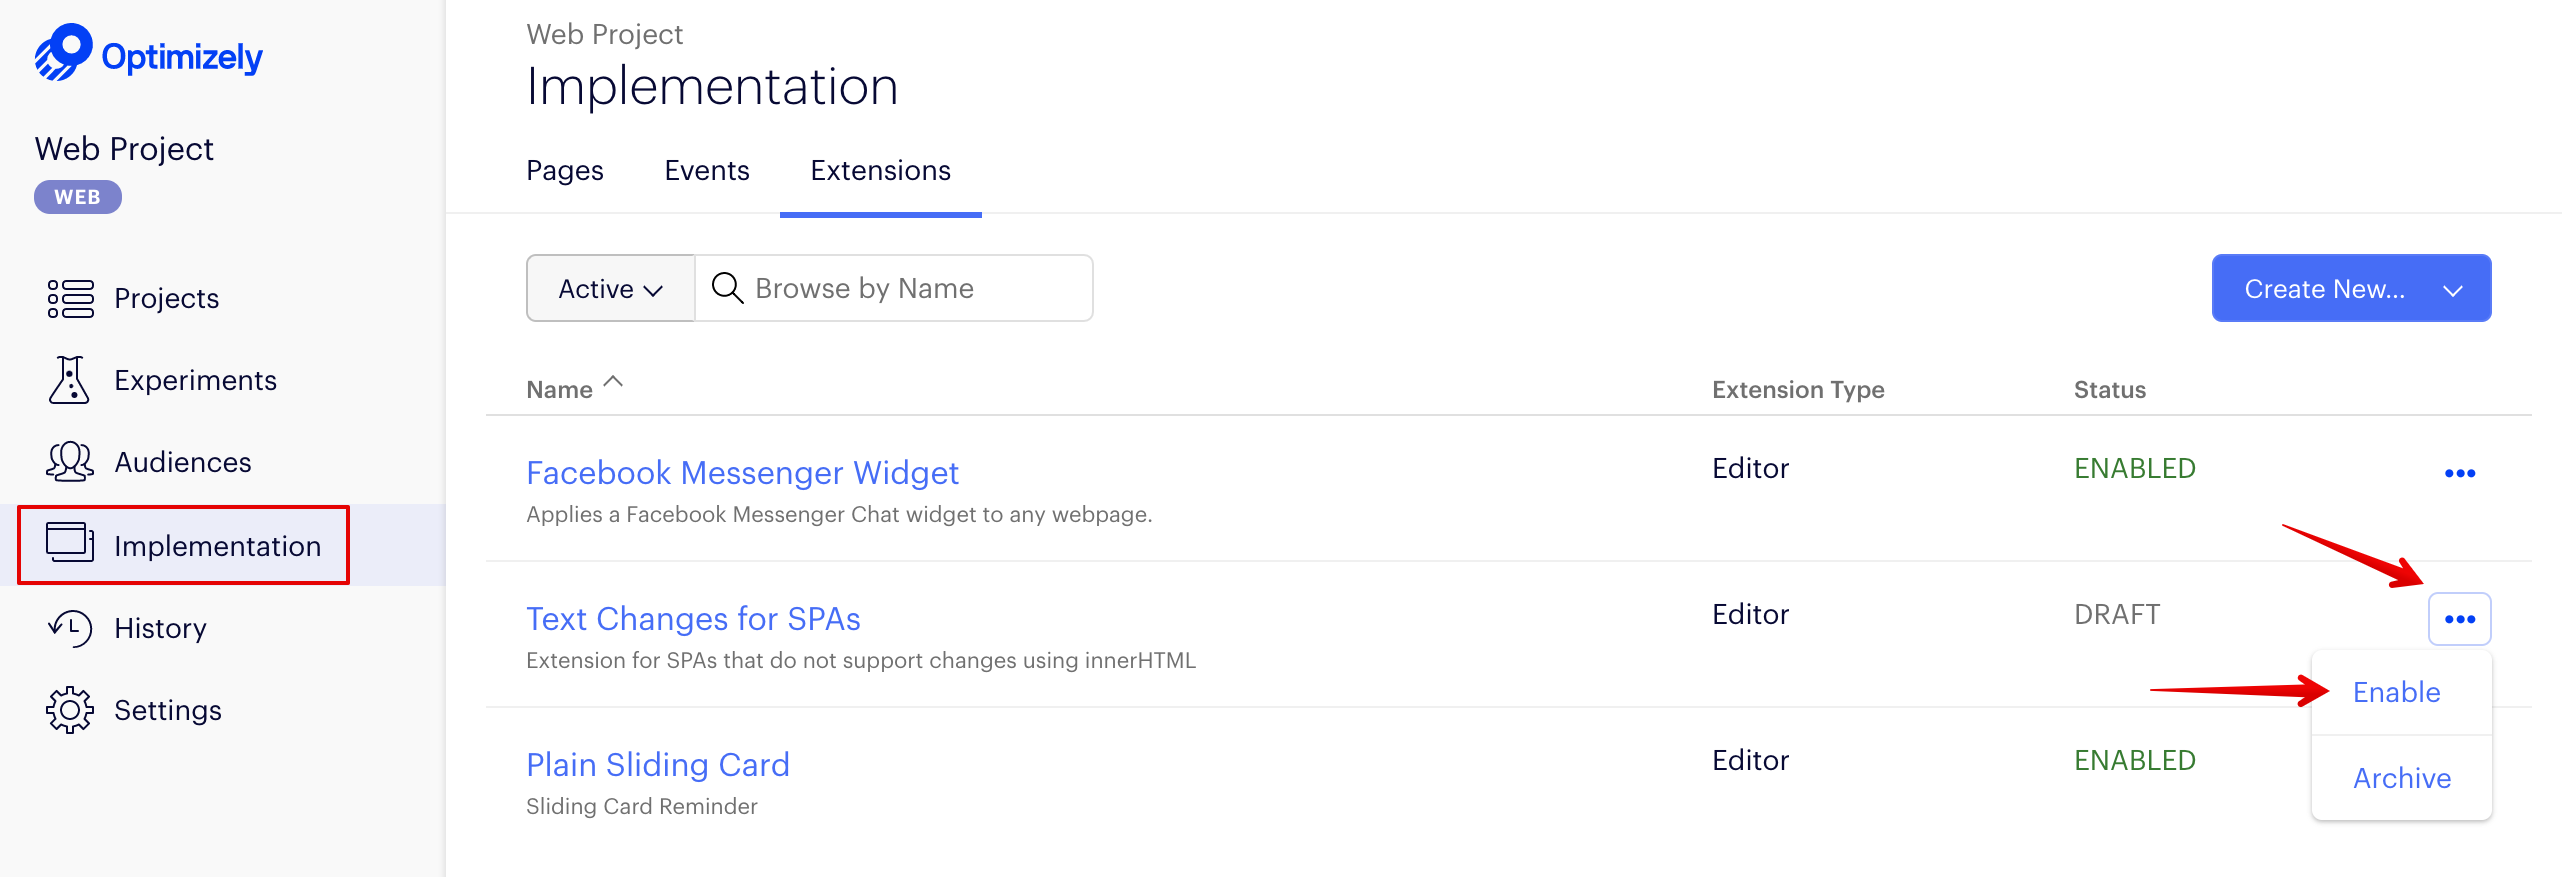 Optimizely
Web Project
WEB
Projects
Experiments
Audiences
Implementation
History
Settings
Web Project
Implementation
Pages Events Extensions
Active Browse by Name Create New...
Name Extension Type Status
Facebook Messenger Widget Editor ENABLED
Applies a Facebook Messenger Chat widget to any webpage.
Text Changes for SPAs Editor DRAFT
Extension for SPAs that do not support changes using innerHTML
Enable
Plain Sliding Card Editor ENABLED
Archive
Sliding Card Reminder